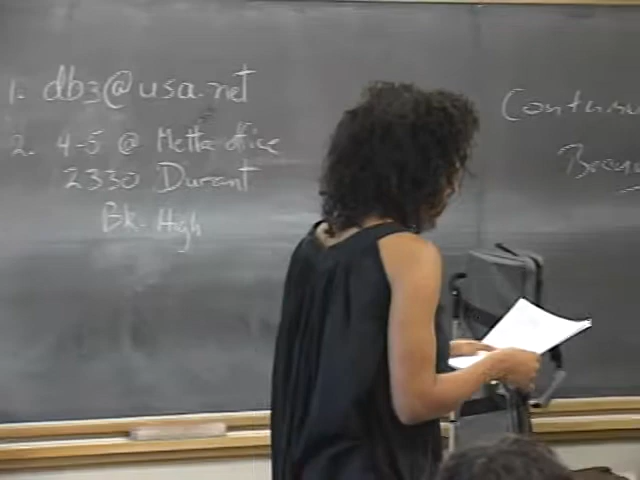 1. db3@usa.net
2. 4-5 @ Metta office
2330 Durant
Bk. High